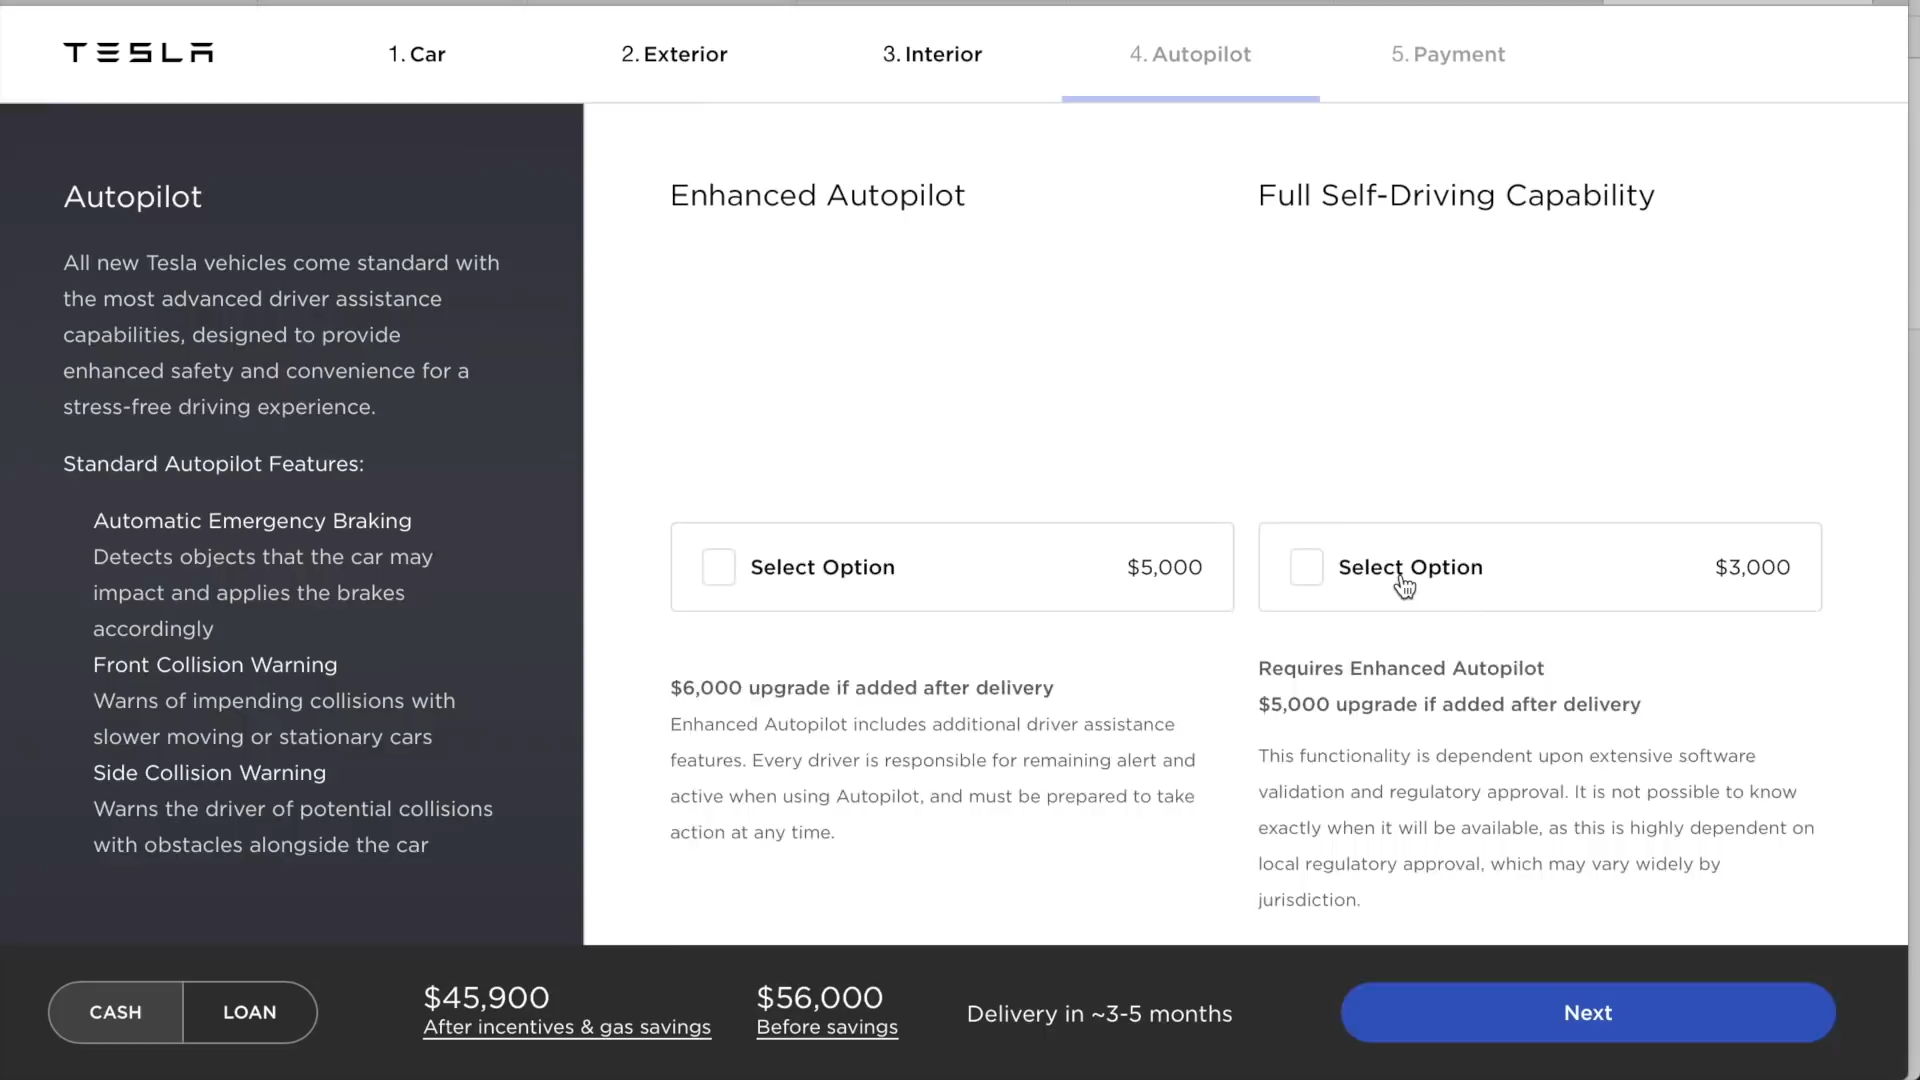 TESLA
1. Car
2. Exterior
3. Interior
4. Autopilot
5. Payment
Autopilot
All new Tesla vehicles come standard with
the most advanced driver assistance
capabilities, designed to provide
enhanced safety and convenience for a
stress-free driving experience.
Standard Autopilot Features:
Automatic Emergency Braking
Detects objects that the car may
impact and applies the brakes
accordingly
Front Collision Warning
Warns of impending collisions with
slower moving or stationary cars
Side Collision Warning
Warns the driver of potential collisions
with obstacles alongside the car
Enhanced Autopilot
Select Option $5,000
$6,000 upgrade if added after delivery
Enhanced Autopilot includes additional driver assistance
features. Every driver is responsible for remaining alert and
active when using Autopilot, and must be prepared to take
action at any time.
Full Self-Driving Capability
Select Option $3,000
Requires Enhanced Autopilot
$5,000 upgrade if added after delivery
This functionality is dependent upon extensive software
validation and regulatory approval. It is not possible to know
exactly when it will be available, as this is highly dependent on
local regulatory approval, which may vary widely by
jurisdiction.
CASH
LOAN
$45,900
After incentives & gas savings
$56,000
Before savings
Delivery in ~3-5 months
Next